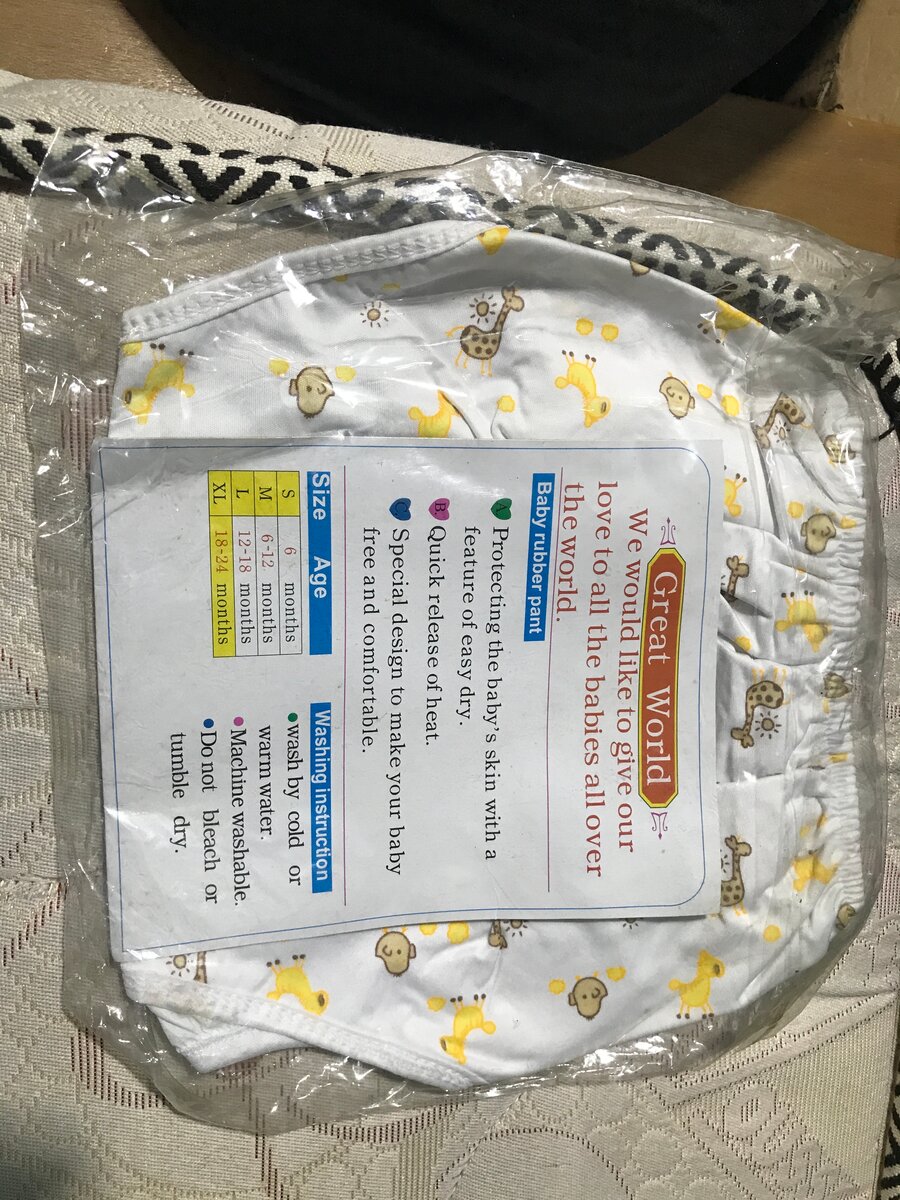 Great World
We would like to give our
love to all the babies all over
the world.
Baby rubber pant
A. Protecting the baby's skin with a
feature of easy dry.
B. Quick release of heat.
C. Special design to make your baby
free and comfortable.
Size Age
S 6 months
M 6-12 months
L 12-18 months
XL 18-24 months
Washing instruction
• wash by cold or
warm water.
• Machine washable.
• Do not bleach or
tumble dry.